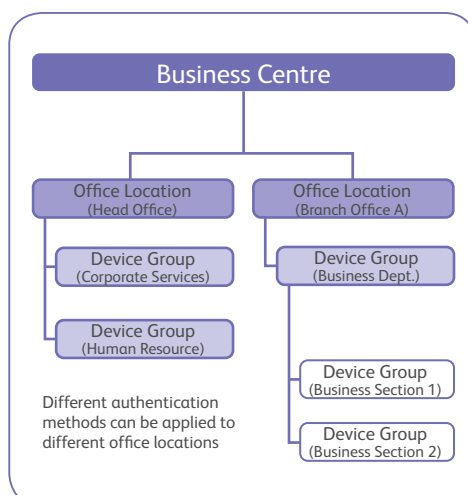 Business Centre
Office Location
(Head Office)
Office Location
(Branch Office A)
Device Group
(Corporate Services)
Device Group
(Business Dept.)
Device Group
(Human Resource)
Device Group
(Business Section 1)
Different authentication
methods can be applied to
different office locations
Device Group
(Business Section 2)